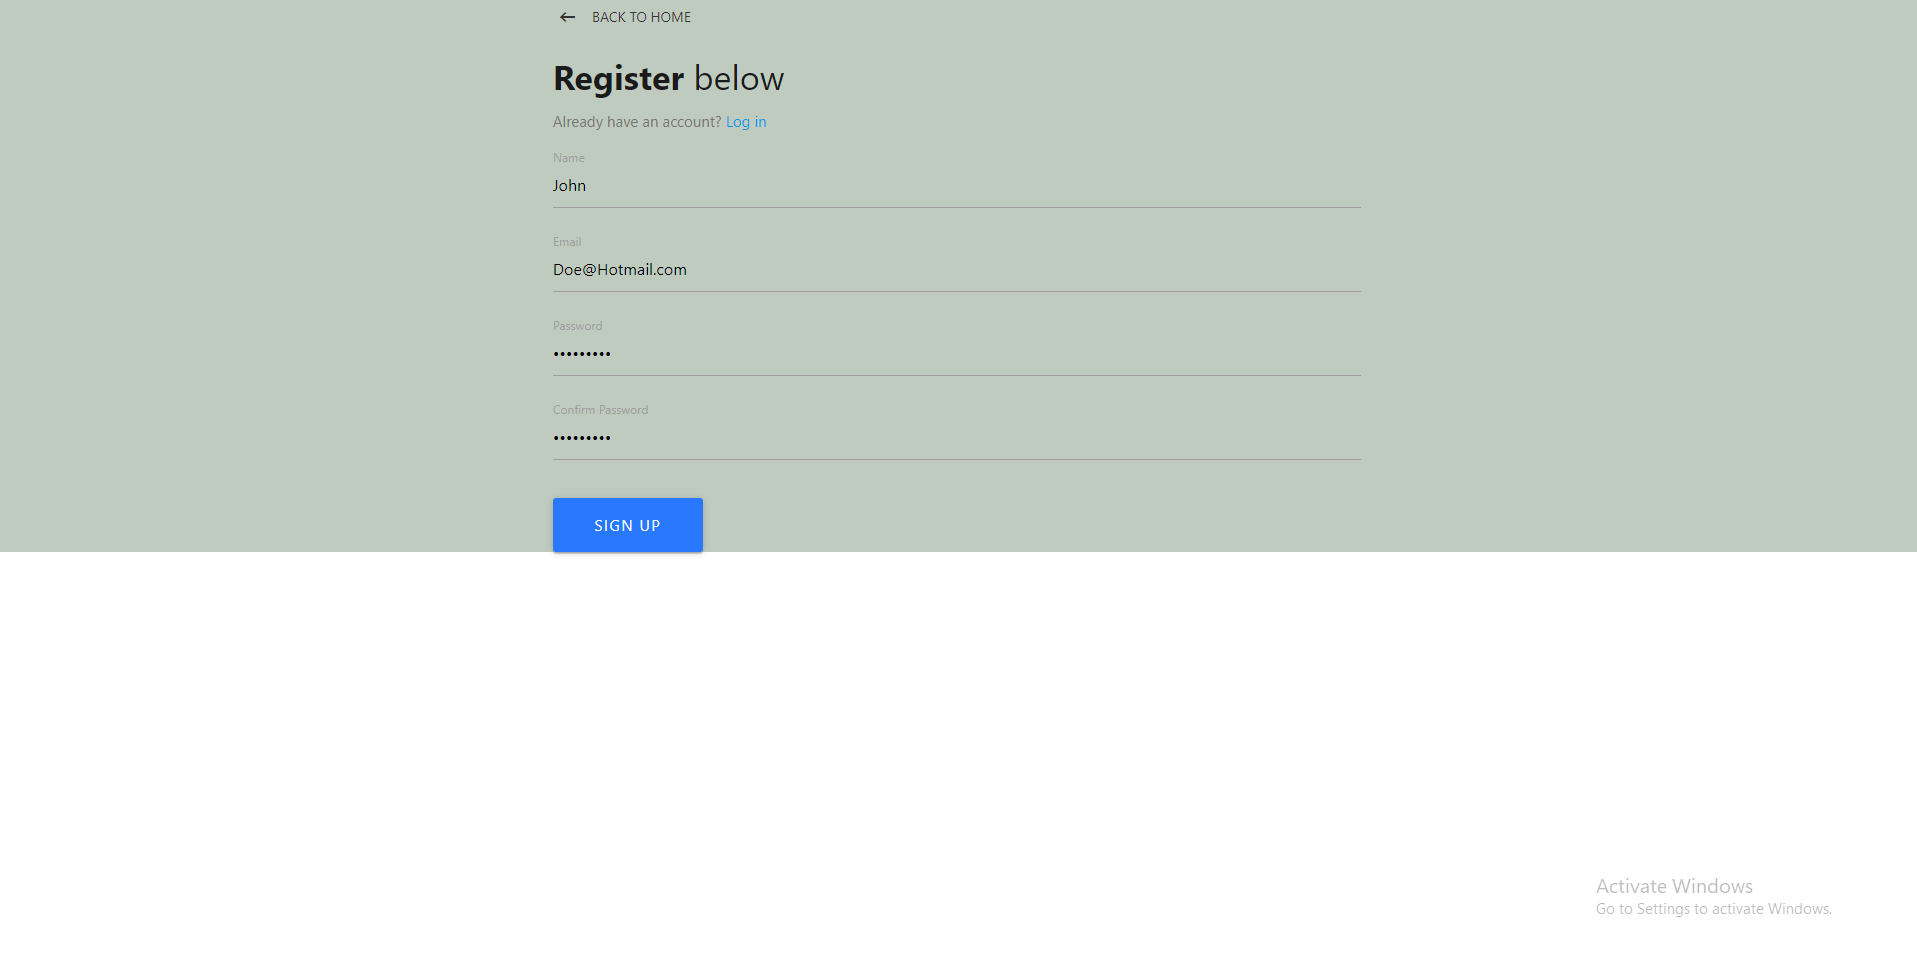 BACK TO HOME
Register below
Already have an account? Log in
Name
John
Email
Doe@Hotmail.com
Password
•••••••••
Confirm Password
•••••••••
SIGN UP
Activate Windows
Go to Settings to activate Windows.